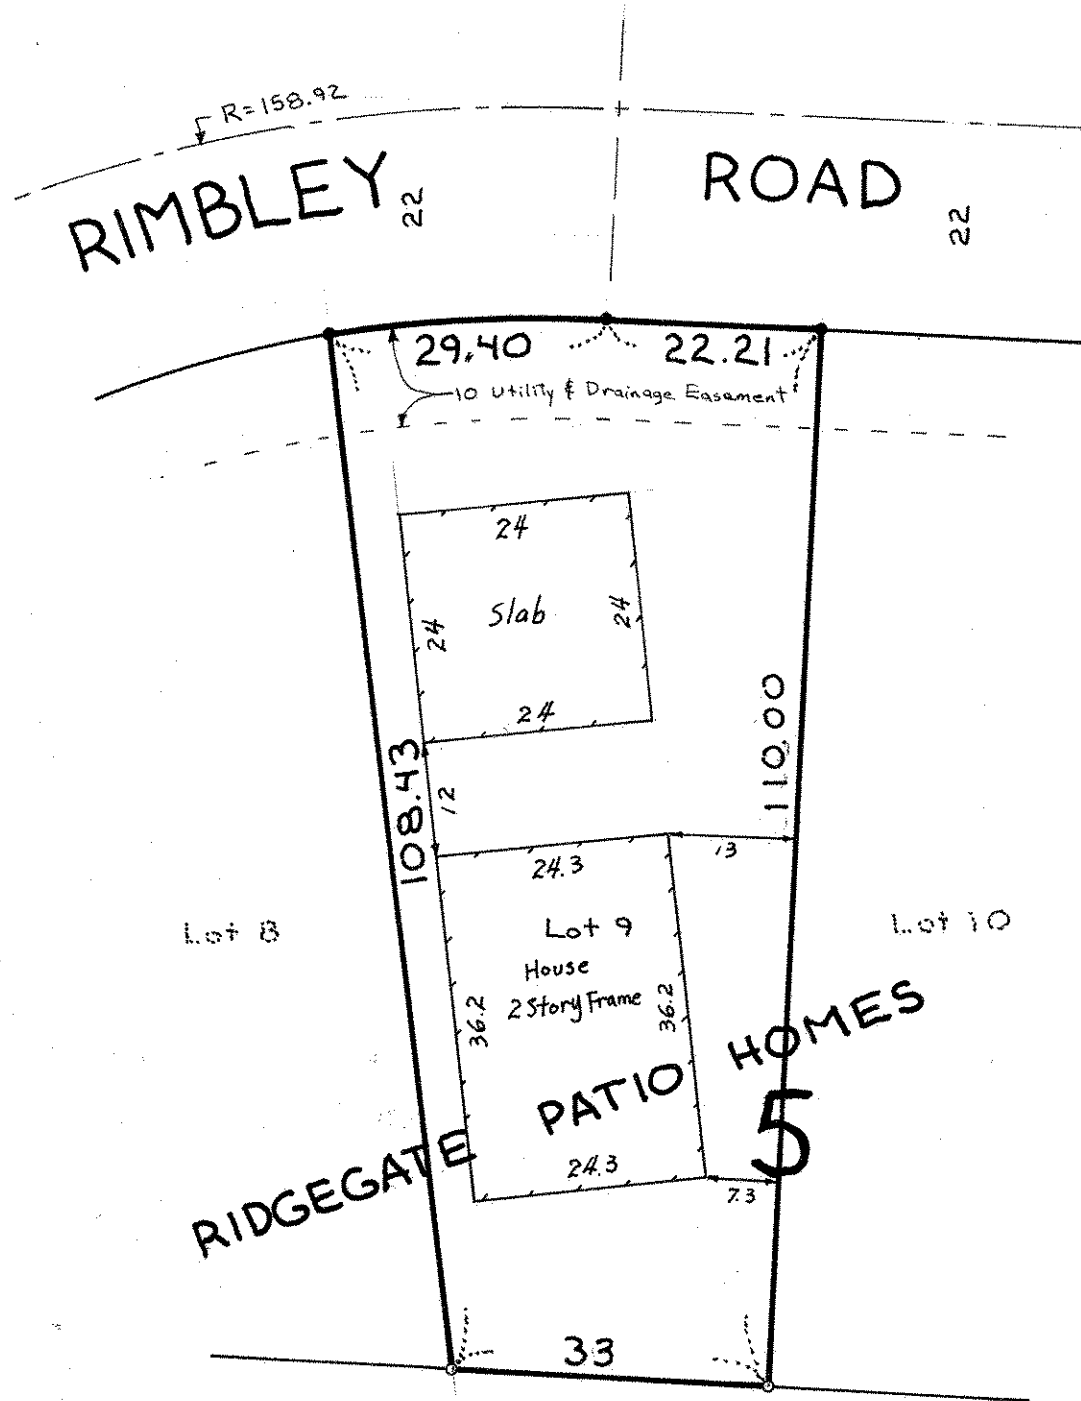 R=158.92
RIMBLEY ROAD
22
22
29.40
22.21
10 Utility & Drainage Easement
24
Slab
24
24
24
108.43
110.00
12
24.3
13
Lot 8
Lot 9
Lot 10
House
2 Story Frame
36.2
36.2
RIDGEGATE PATIO HOMES
5
24.3
7.3
33